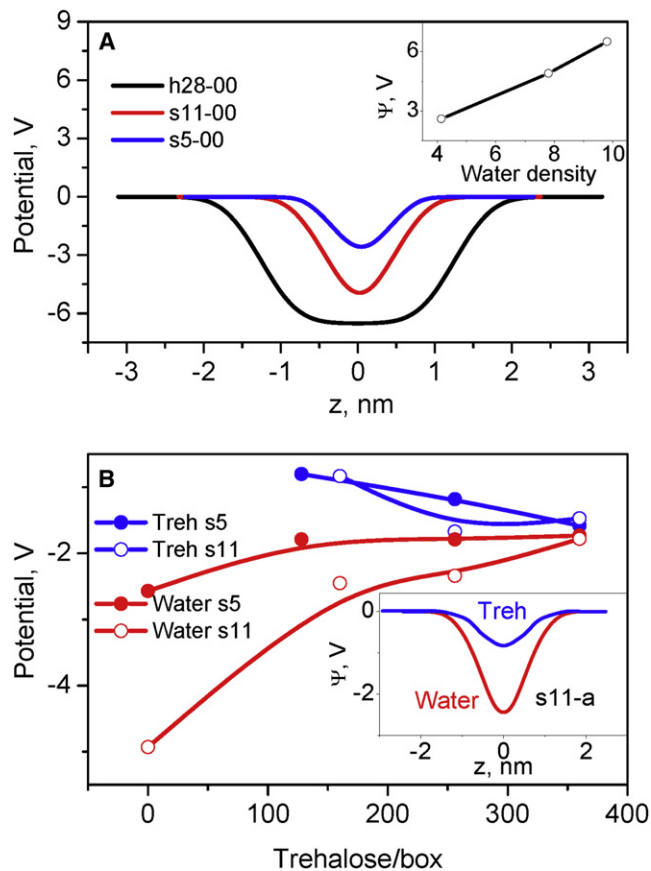 A
9
6
3
0
-3
-6
Potential, V
h28-00
s11-00
s5-00
Ψ, V
6
3
4 6 8 10
Water density
-3 -2 -1 0 1 2 3
z, nm
B
-2
-4
Potential, V
Treh s5
Treh s11
Water s5
Water s11
Ψ, V
0
-2
Treh
Water
s11-a
-2 0 2
z, nm
0 100 200 300 400
Trehalose/box